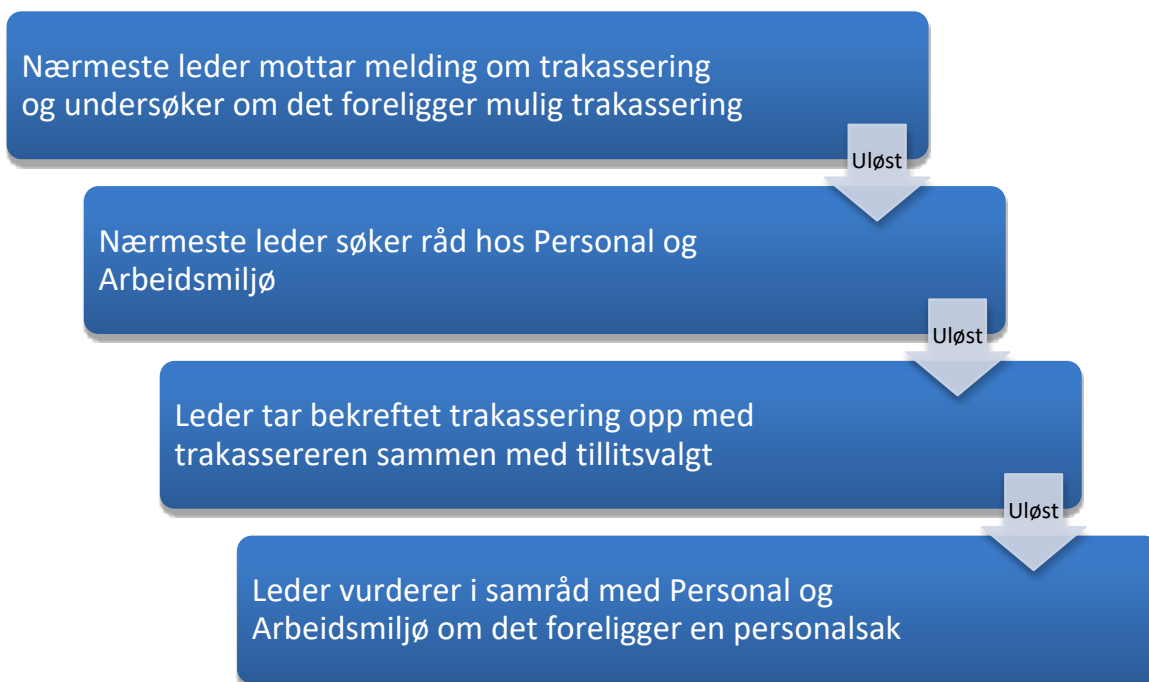 Nærmeste leder mottar melding om trakassering
og undersøker om det foreligger mulig trakassering
Uløst
Nærmeste leder søker råd hos Personal og
Arbeidsmiljø
Uløst
Leder tar bekreftet trakassering opp med
trakassereren sammen med tillitsvalgt
Uløst
Leder vurderer i samråd med Personal og
Arbeidsmiljø om det foreligger en personalsak